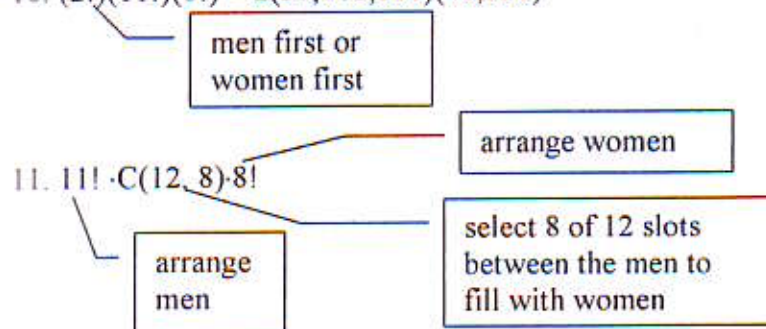 men first or
women first
arrange women
11. 11! ·C(12, 8)·8!
select 8 of 12 slots
between the men to
fill with women
arrange
men